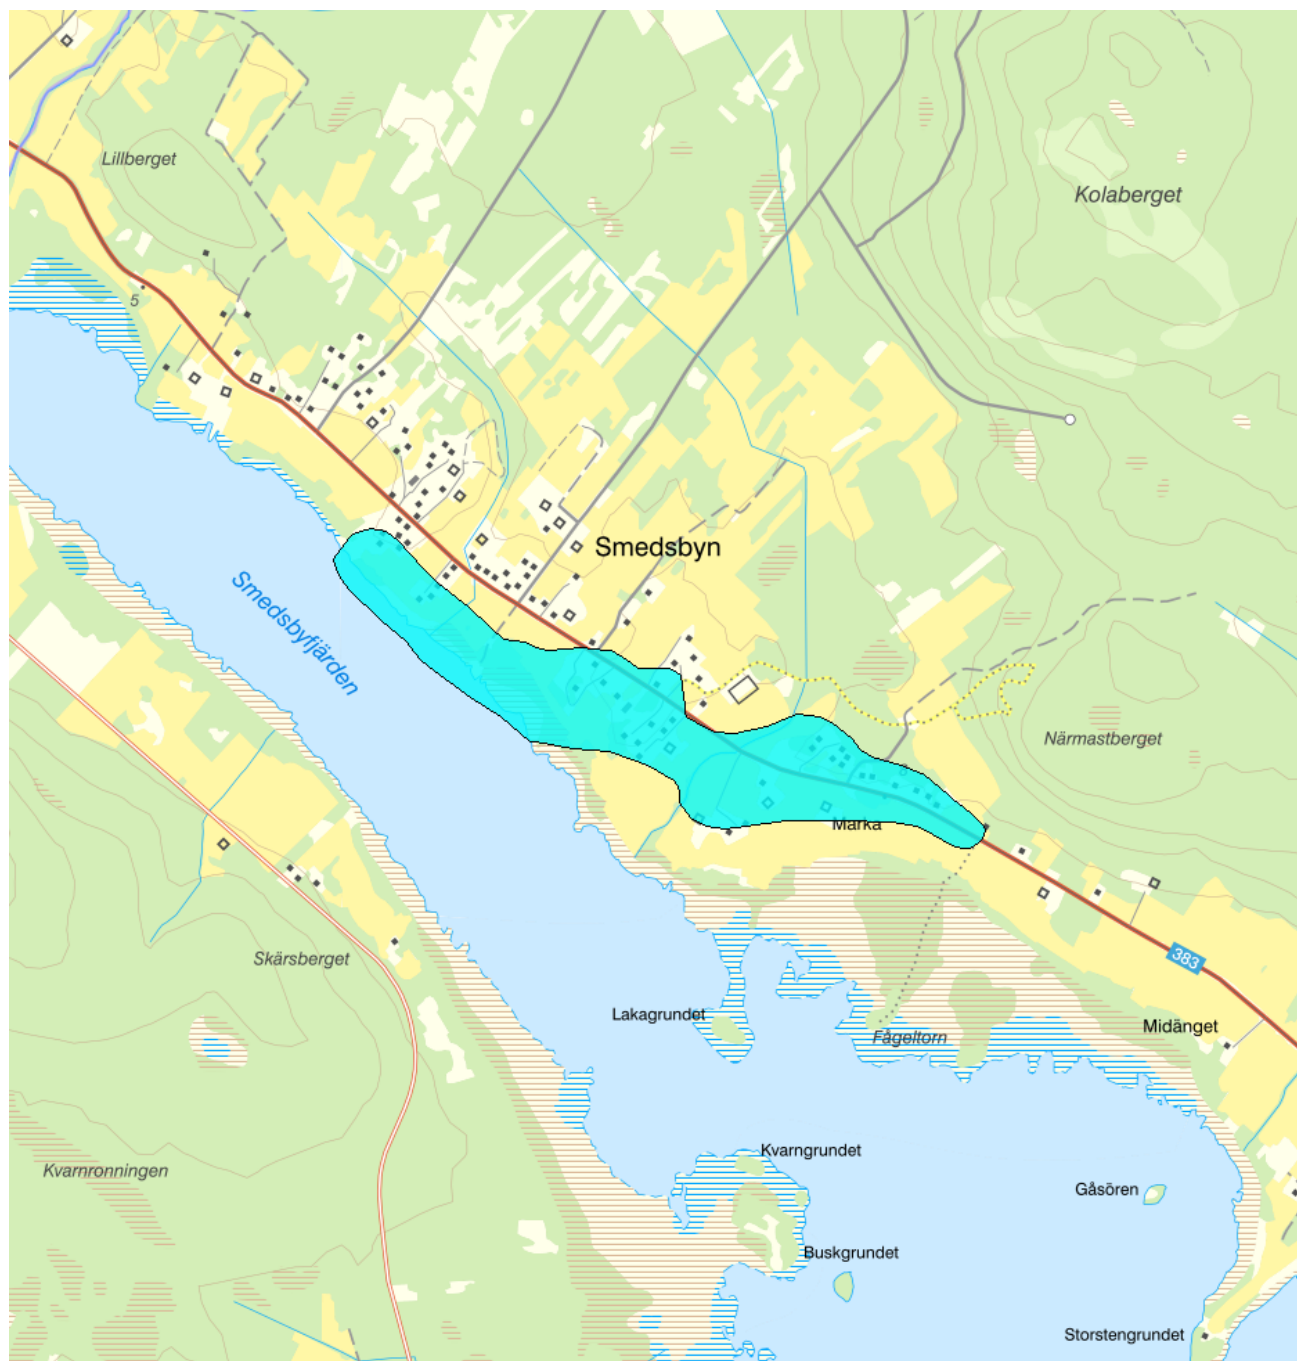 Lillberget
Kolaberget
5
Smedsbyn
Smedsbyfjärden
Närmastberget
Marka
Skärsberget
383
Lakagrundet
Midänget
Fågeltorn
Kvarngrundet
Kvarnronningen
Gåsören
Buskgrundet
Storstengrundet